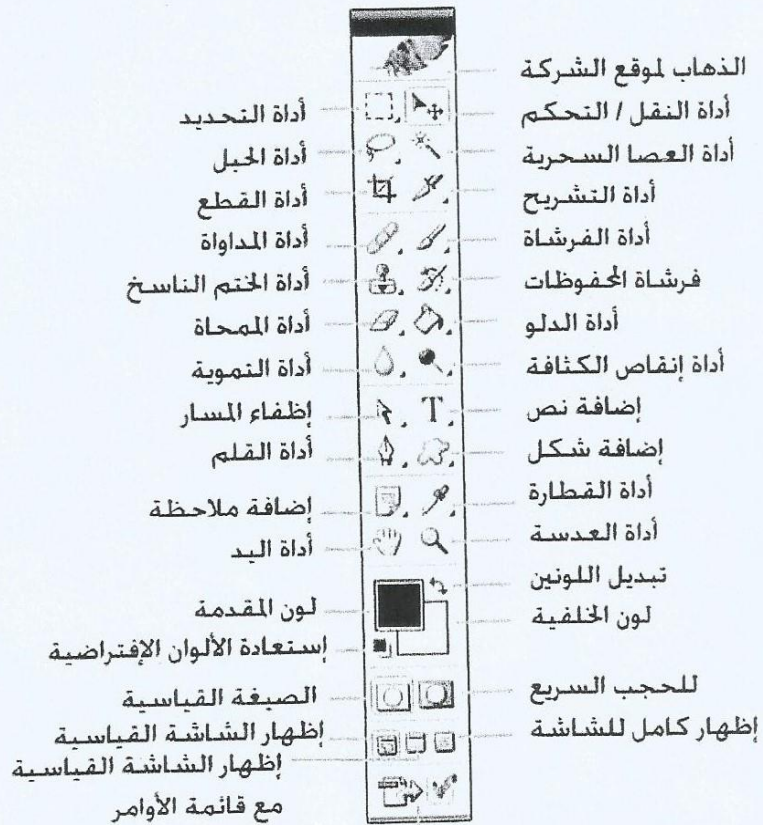 الذهاب لموقع الشركة
أداة النقل / التحكم
أداة التحديد
أداة العصا السحرية
أداة الحبل
أداة التشريح
أداة القطع
أداة الفرشاة
أداة المداواة
فرشاة المحفوظات
أداة الختم الناسخ
أداة الدلو
أداة الممحاة
أداة إنقاص الكثافة
أداة التموية
إضافة نص
إظفاء المسار
إضافة شكل
أداة القلم
أداة القطارة
إضافة ملاحظة
أداة العدسة
أداة اليد
تبديل اللونين
لون المقدمة
لون الخلفية
إستعادة الألوان الإفتراضية
للحجب السريع
الصيغة القياسية
إظهار كامل للشاشة
إظهار الشاشة القياسية
إظهار الشاشة القياسية
مع قائمة الأوامر
T